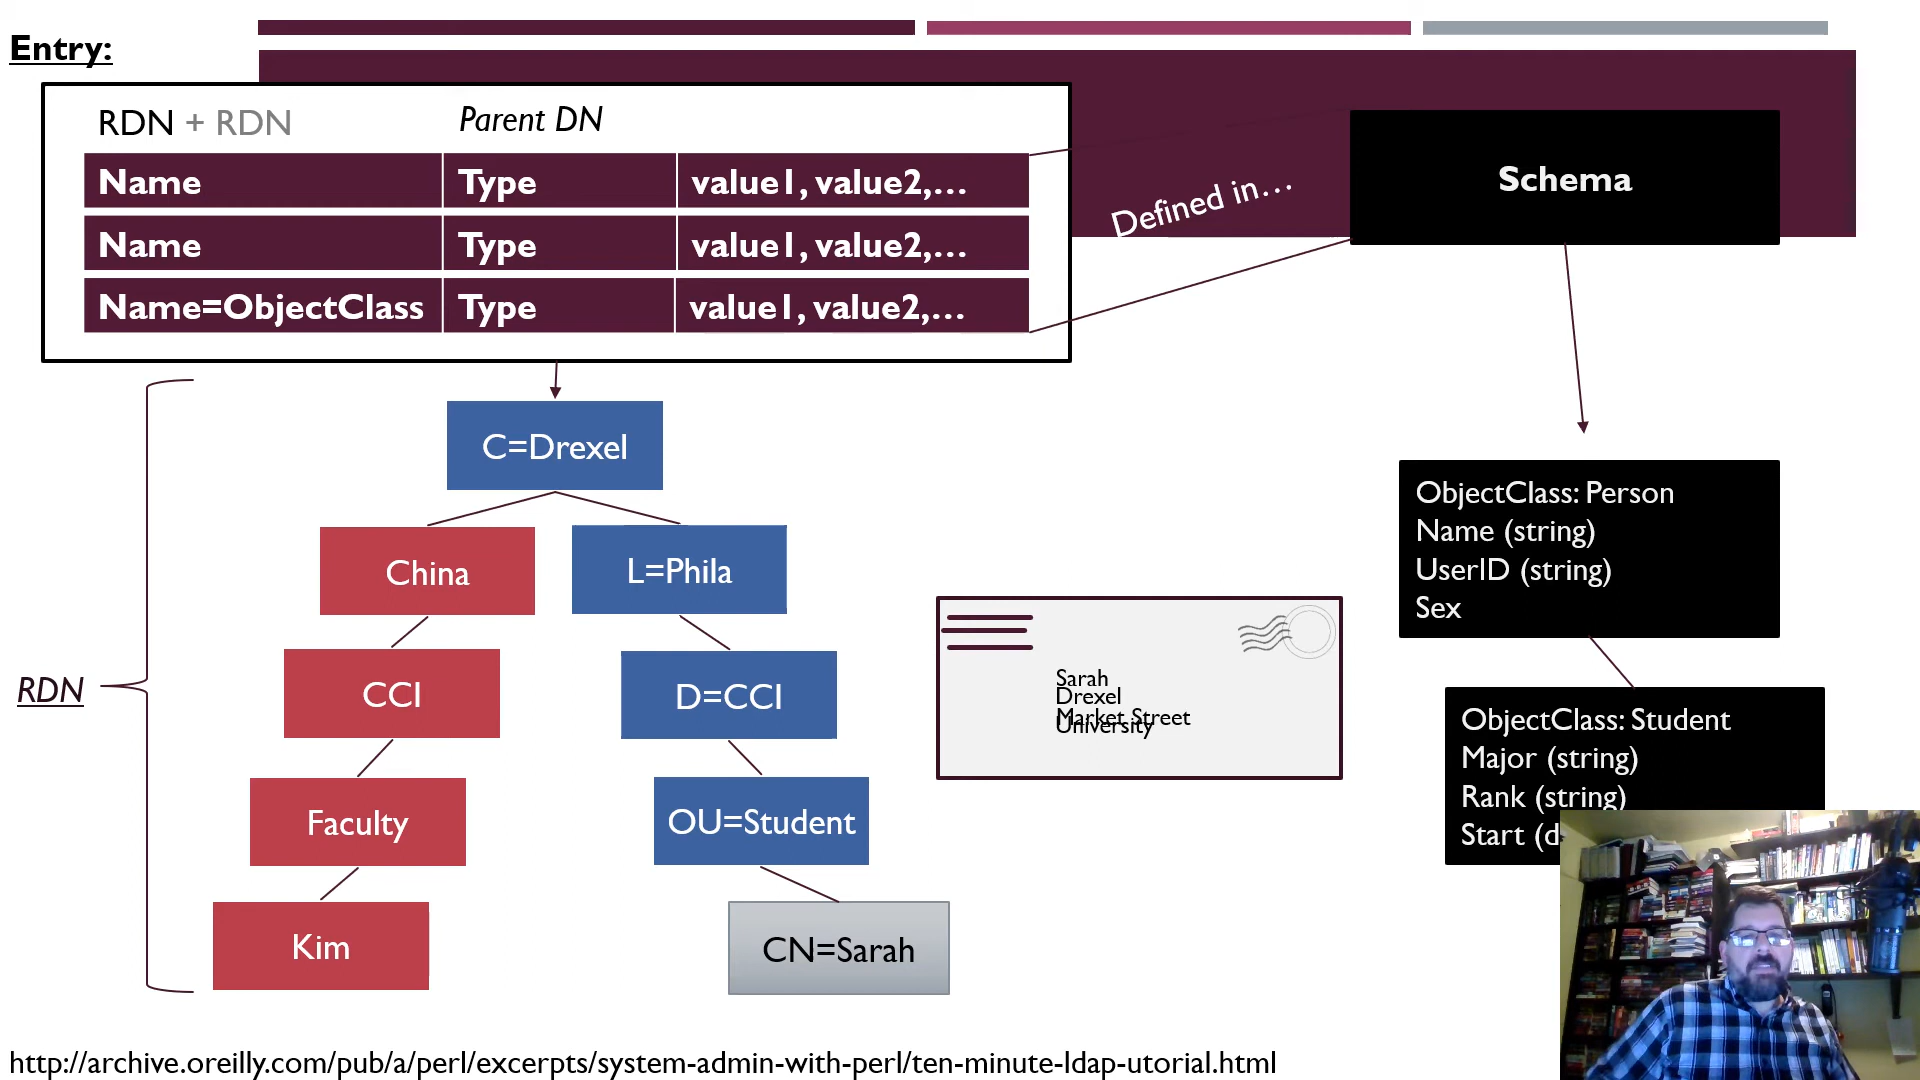 Entry:
RDN + RDN
Parent DN
Name Type value1, value2,...
Name Type value1, value2,...
Name=ObjectClass Type value1, value2,...
Defined in...
Schema
C=Drexel
China
L=Phila
CCI
D=CCI
Faculty
OU=Student
Kim
CN=Sarah
RDN
Sarah
Drexel
Market Street
University
ObjectClass: Person
Name (string)
UserID (string)
Sex
ObjectClass: Student
Major (string)
Rank (string)
Start (d
http://archive.oreilly.com/pub/a/perl/excerpts/system-admin-with-perl/ten-minute-ldap-utorial.html